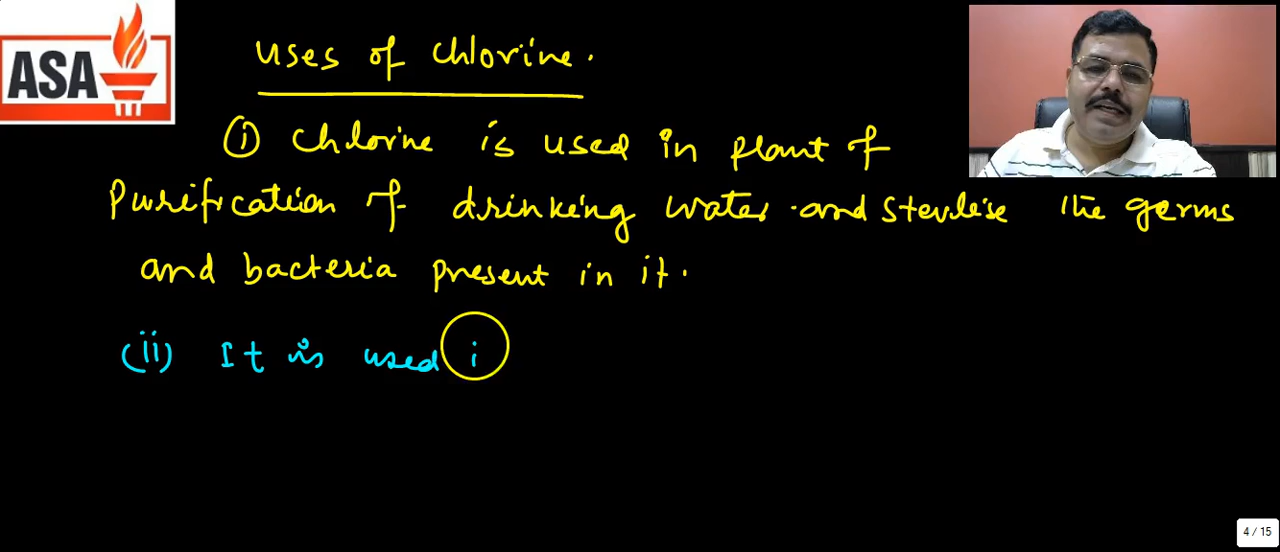 ASA
uses of chlorine.
(i) chlorine is used in plant of
Purification of drinking water and Sterlise the germs
and bacteria present in it.
(ii) It is used i
4 / 15